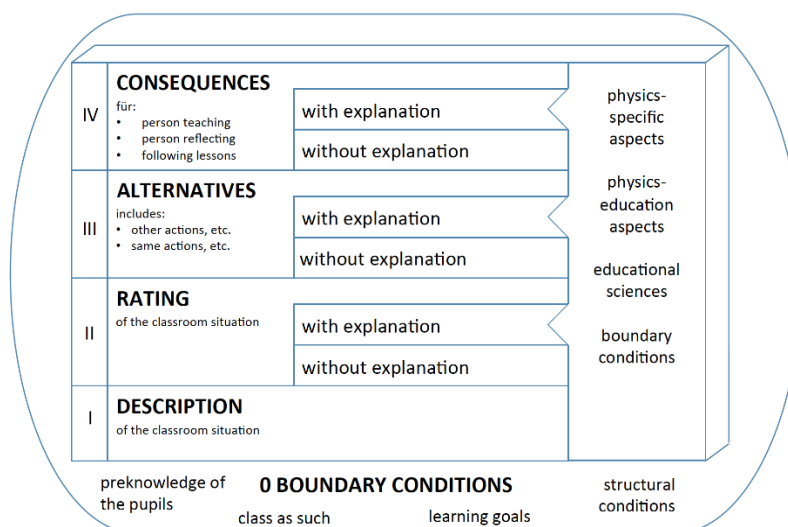 IV
CONSEQUENCES
für:
• person teaching
• person reflecting
• following lessons
with explanation
without explanation
III
ALTERNATIVES
includes:
• other actions, etc.
• same actions, etc.
with explanation
without explanation
II
RATING
of the classroom situation
with explanation
without explanation
I
DESCRIPTION
of the classroom situation
physics-
specific
aspects
physics-
education
aspects
educational
sciences
boundary
conditions
preknowledge of
the pupils
0 BOUNDARY CONDITIONS
class as such
learning goals
structural
conditions